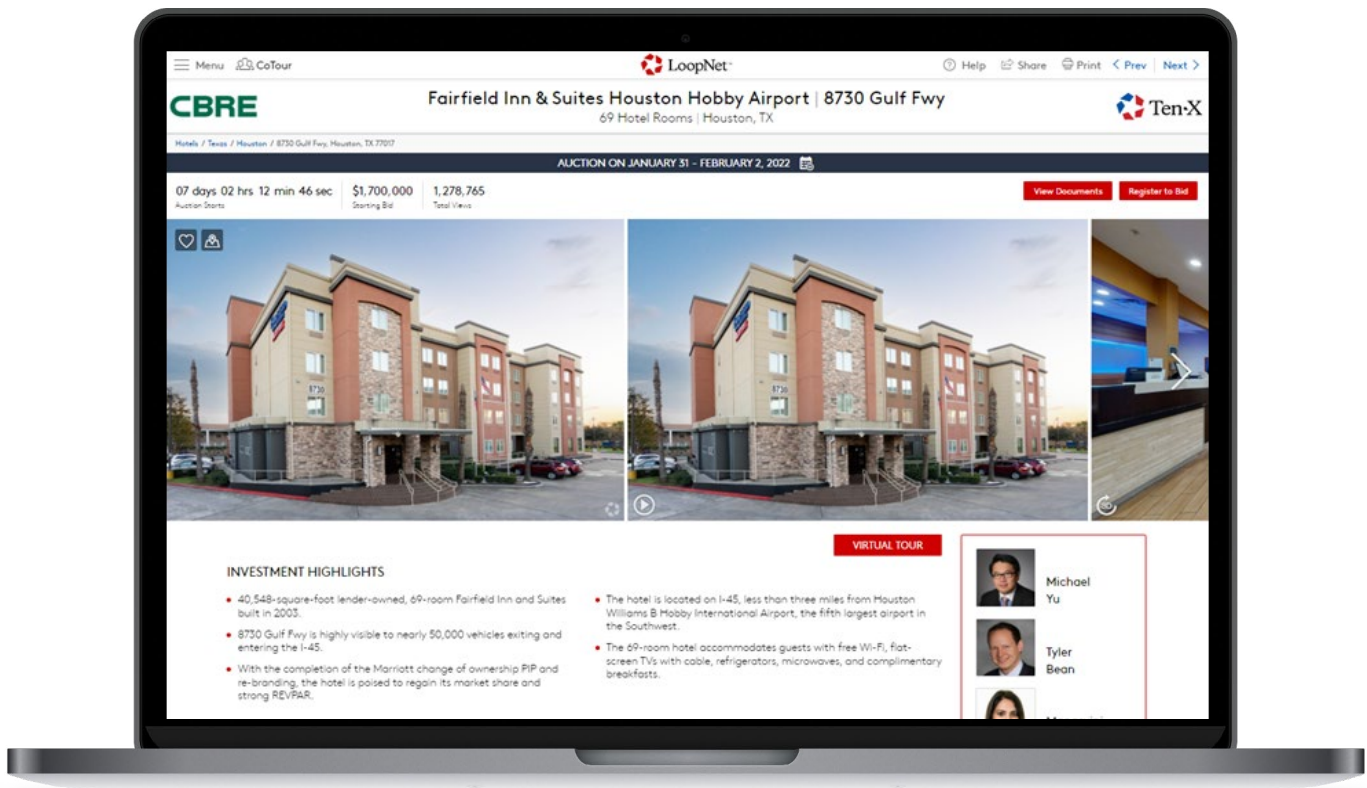 Menu CoTour LoopNet Help Share Print < Prev Next >
CBRE
Fairfield Inn & Suites Houston Hobby Airport | 8730 Gulf Fwy
69 Hotel Rooms | Houston, TX
Ten-X
Hotels / Texas / Houston / 8730 Gulf Fwy, Houston, TX 77017
AUCTION ON JANUARY 31 - FEBRUARY 2, 2022
07 days 02 hrs 12 min 46 sec $1,700,000 1,278,765
Auction Starts Starting Bid Total Views
View Documents Register to Bid
8730
8730
VIRTUAL TOUR
INVESTMENT HIGHLIGHTS
• 40,548-square-foot lender-owned, 69-room Fairfield Inn and Suites
built in 2003.
• 8730 Gulf Fwy is highly visible to nearly 50,000 vehicles exiting and
entering the I-45.
• With the completion of the Marriott change of ownership PIP and
re-branding, the hotel is poised to regain its market share and
strong REVPAR.
• The hotel is located on I-45, less than three miles from Houston
Williams B Hobby International Airport, the fifth largest airport in
the Southwest.
• The 69-room hotel accommodates guests with free Wi-Fi, flat-
screen TVs with cable, refrigerators, microwaves, and complimentary
breakfasts.
Michael
Yu
Tyler
Bean